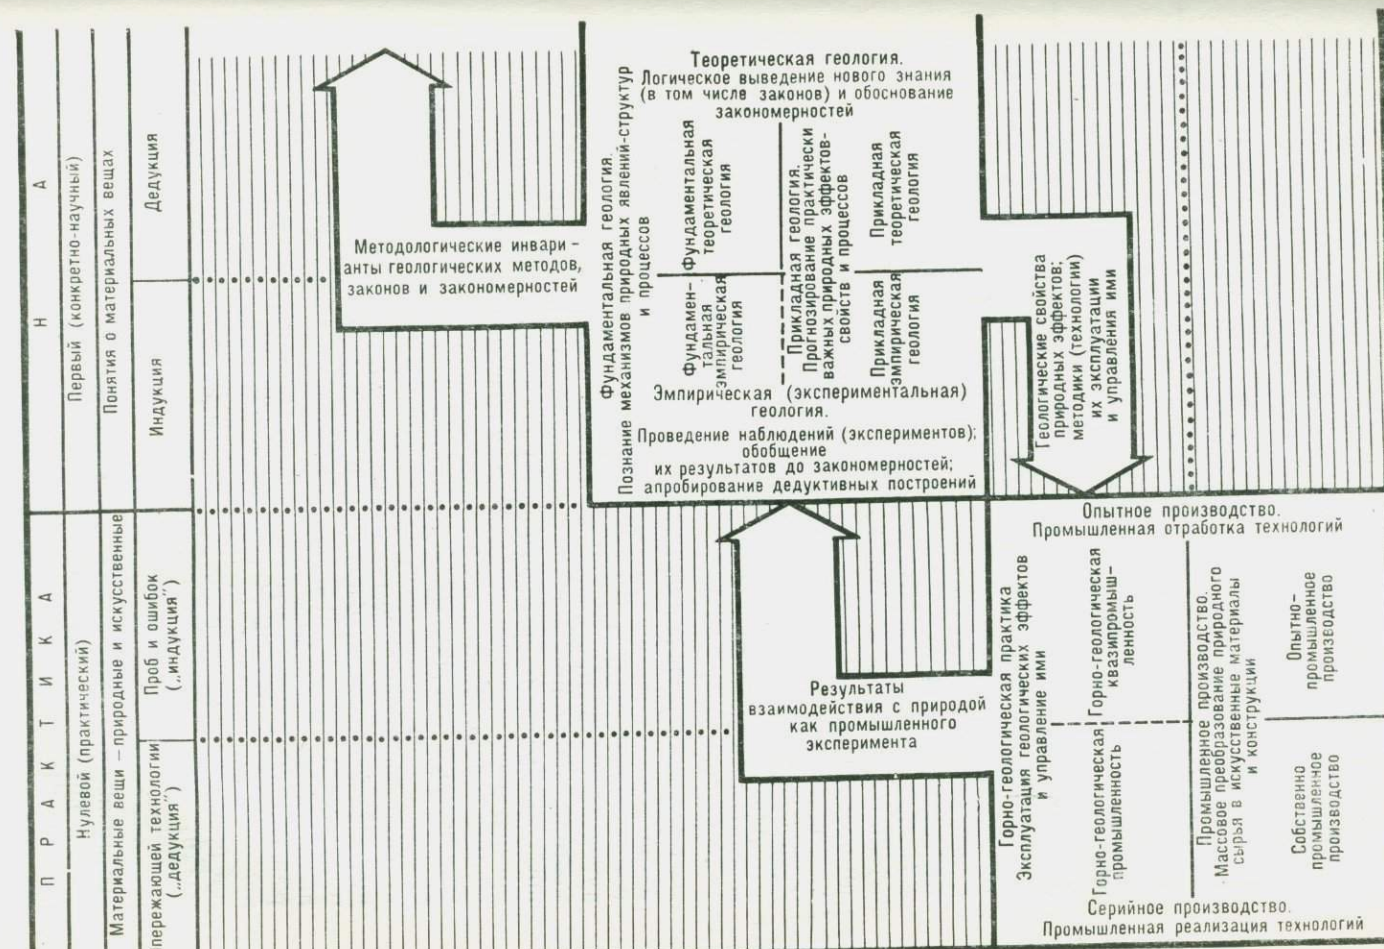 Н А
Первый (конкретно-научный)
Понятия о материальных вещах
Дедукция
Индукция
П Р А К Т И К А
Нулевой (практический)
Материальные вещи — природные и искусственные
Проб и ошибок
(„индукция")
пережающей технологии
(„дедукция")
Методологические инвари-
анты геологических методов,
законов и закономерностей
Фундаментальная геология.
Познание механизмов природных явлений-структур
и процессов
Теоретическая геология.
Логическое выведение нового знания
(в том числе законов) и обоснование
закономерностей
Фундаментальная
теоретическая
геология
Прикладная геология.
Прогнозирование практически
важных природных эффектов-
свойств и процессов
Прикладная
теоретическая
геология
Фундамен-
тальная
эмпирическая
геология
Прикладная
эмпирическая
геология
Эмпирическая (экспериментальная)
геология.
Проведение наблюдений (экспериментов);
обобщение
их результатов до закономерностей;
апробирование дедуктивных построений
Геологические свойства
природных эффектов;
методики (технологии)
их эксплуатации
и управления ими
Результаты
взаимодействия с природой
как промышленного
эксперимента
Опытное производство.
Промышленная отработка технологий
Горно-геологическая практика
Эксплуатация геологических эффектов
и управление ими
Горно-геологическая
квазипромыш-
ленность
Промышленное производство.
Массовое преобразование природного
сырья в искусственные материалы
и конструкции
Опытно-
промышленное
производство
Горно-геологическая
промышленность
Собственно
промышленное
производство
Серийное производство.
Промышленная реализация технологий